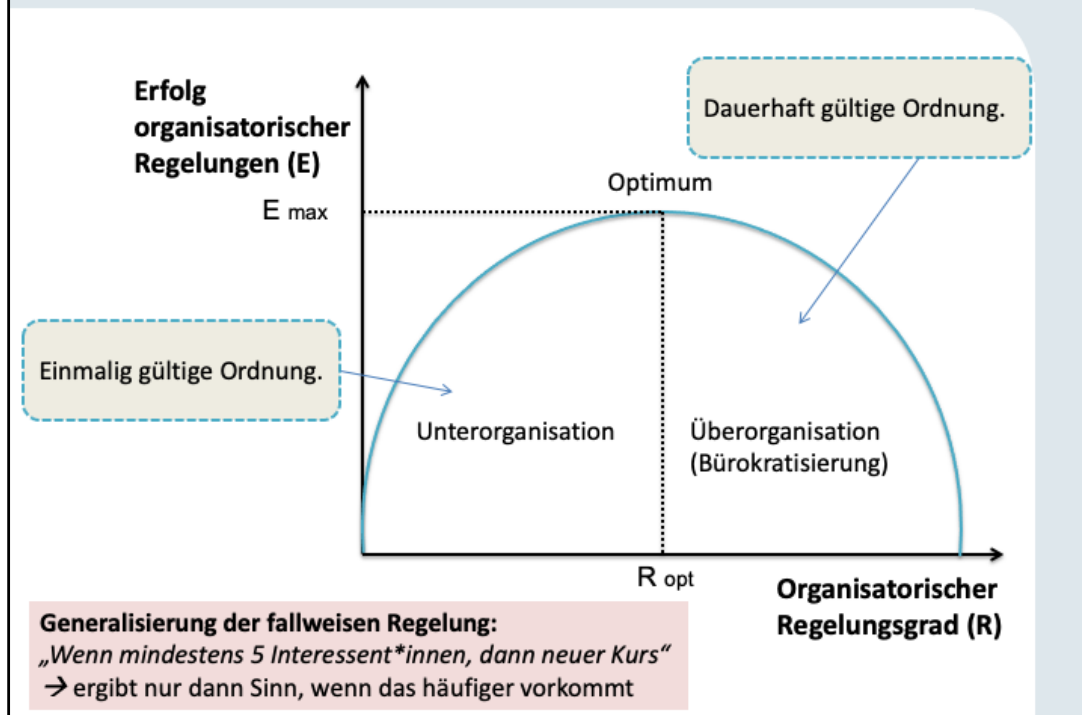 Erfolg
organisatorischer
Regelungen (E)
Dauerhaft gültige Ordnung.
Optimum
E max
Einmalig gültige Ordnung.
Unterorganisation
Überorganisation
(Bürokratisierung)
R opt
Organisatorischer
Regelungsgrad (R)
Generalisierung der fallweisen Regelung:
„Wenn mindestens 5 Interessent*innen, dann neuer Kurs“
→ ergibt nur dann Sinn, wenn das häufiger vorkommt